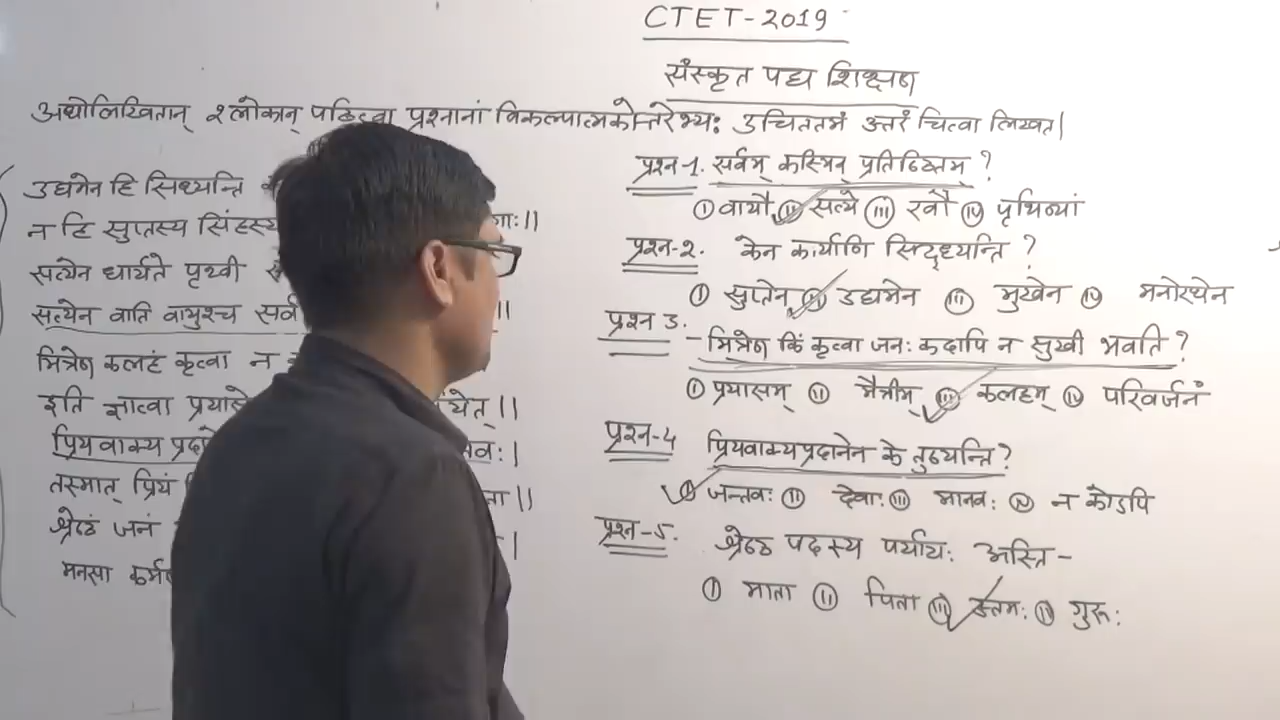 CTET-2019
संस्कृत पद्य शिक्षण
अधोलिखितान् श्लोकान् पठित्वा प्रश्नानां विकल्पात्मकोत्तरेभ्यः उचिततमं उत्तरं चित्वा लिखत।
उद्यमेन हि सिध्यन्ति
न हि सुप्तस्य सिंहस्य गाः||
सत्येन धार्यते पृथ्वी
सत्येन वाति वायुश्च सर्व ||
मित्रेण कलहं कृत्वा न
इति ज्ञात्वा प्रयासे येत् ||
प्रियवाक्य प्रदाने तवः |
तस्मात् प्रियं ता ||
श्रेष्ठं जनं |
मनसा कर्म
प्रश्न-1. सर्वम् कस्मिन् प्रतिष्ठितम् ?
I वायौ II सत्ये III रवौ IV पृथिव्यां
प्रश्न-2. केन कार्याणि सिद्ध्यन्ति ?
I सुप्तेन II उद्यमेन III मुखेन IV मनोरथेन
प्रश्न 3. - मित्रेण किं कृत्वा जनः कदापि न सुखी भवति ?
I प्रयासम् II मैत्रीम् III कलहम् IV परिवर्जनं
प्रश्न-4 प्रियवाक्यप्रदानेन के तुष्यन्ति ?
I जन्तवः II देवाः III मानवः IV न कोऽपि
प्रश्न-5. श्रेष्ठ पदस्य पर्यायः अस्ति -
I माता II पिता III उत्तमः IV गुरूः